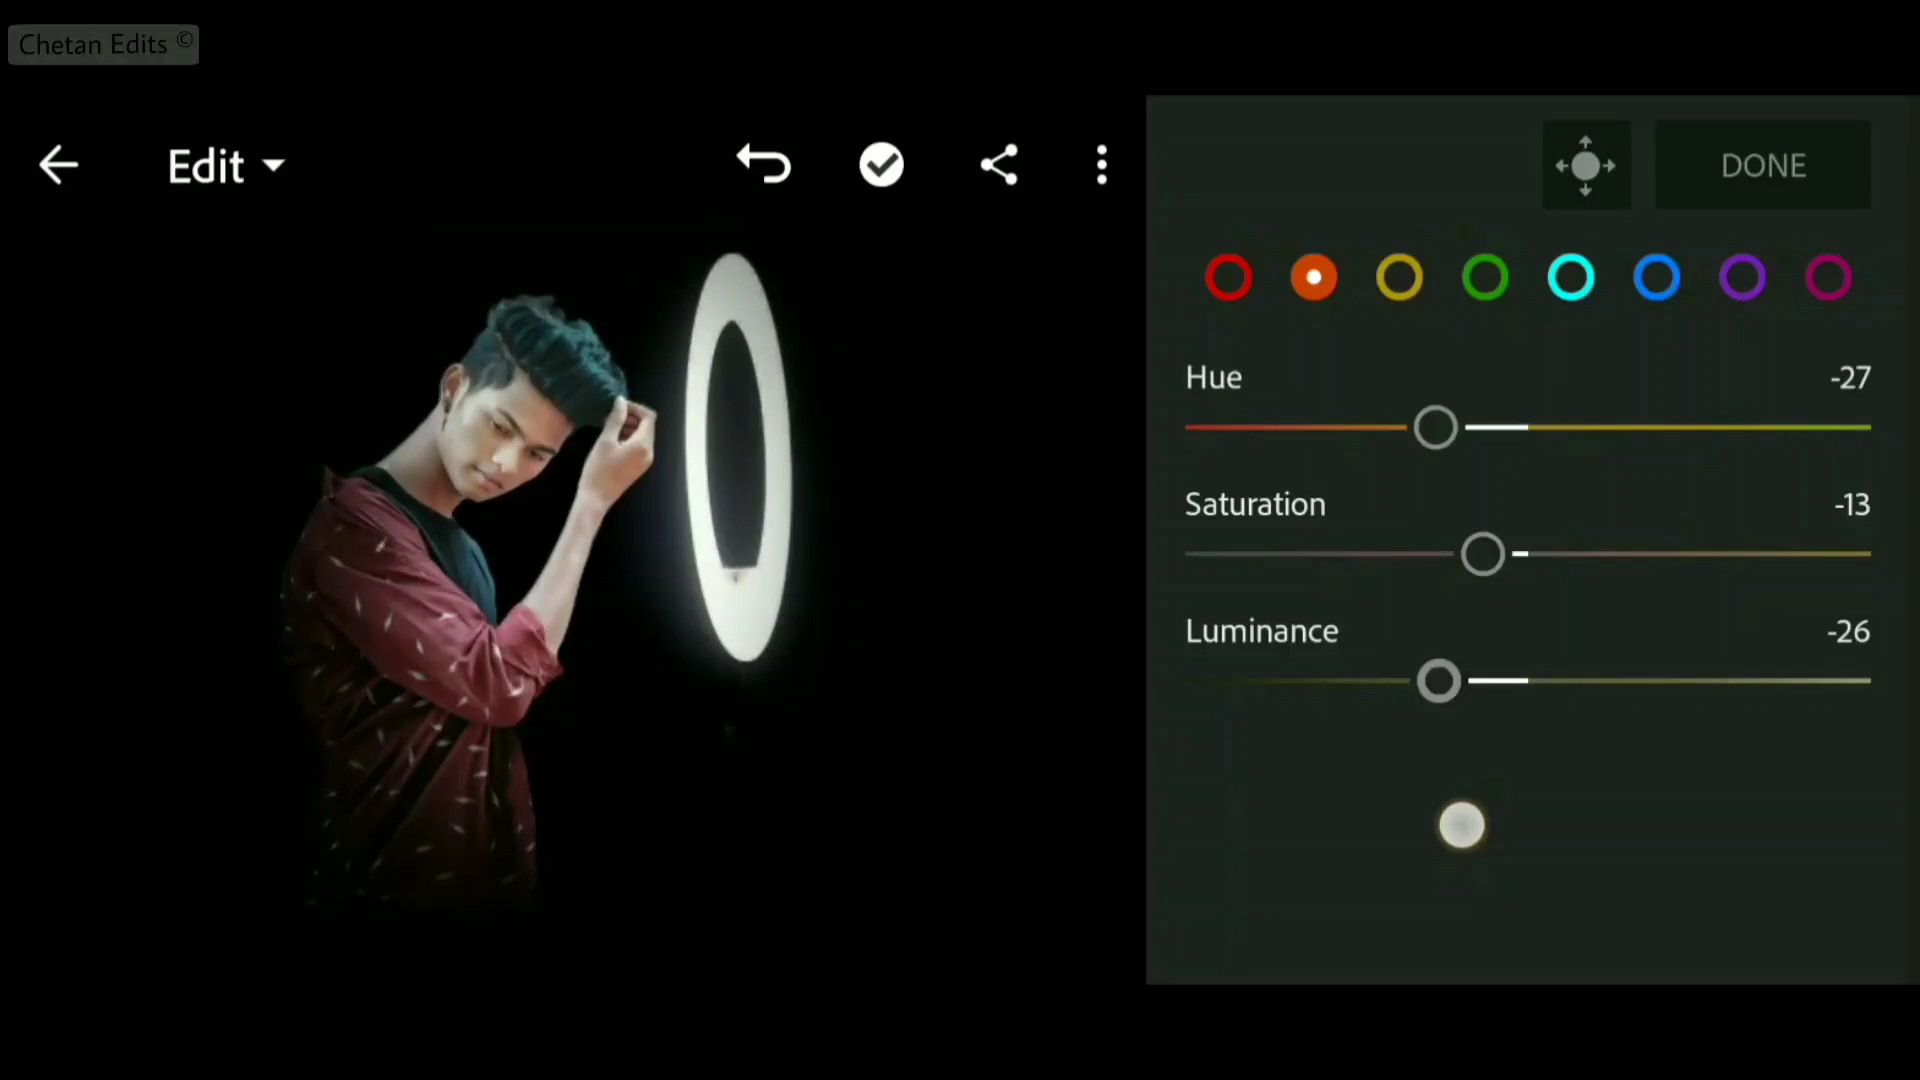 Chetan Edits ©
Edit
DONE
Hue -27
Saturation -13
Luminance -26